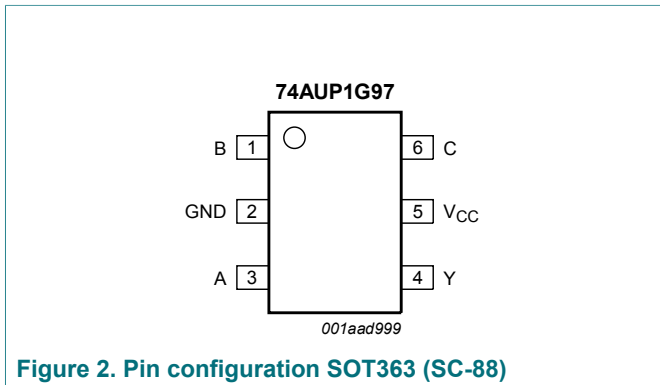 74AUP1G97
B 1 6 C
GND 2 5 VCC
A 3 4 Y
001aad999
Figure 2. Pin configuration SOT363 (SC-88)